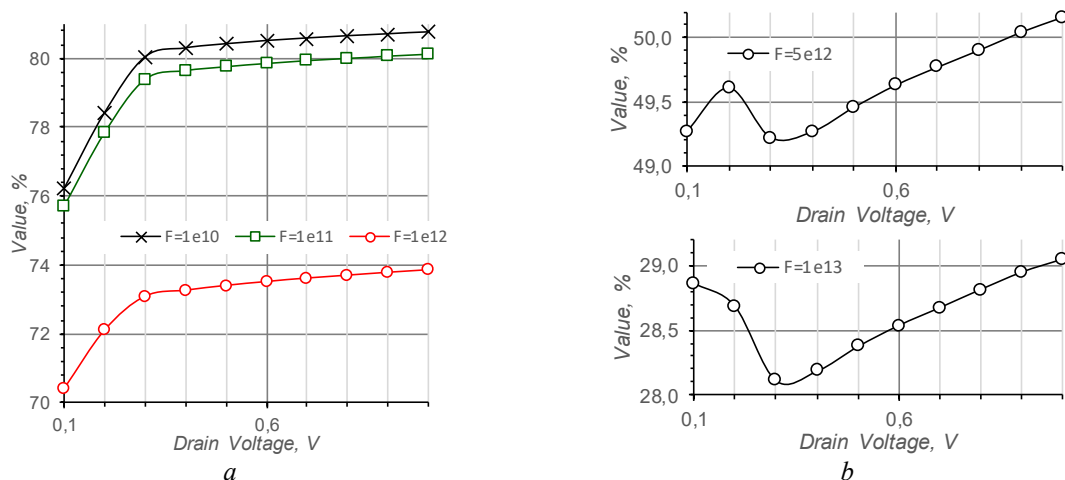 80
78
76
74
72
70
Value, %
F=1e10 F=1e11 F=1e12
0,1 0,6
Drain Voltage, V
a
50,0
49,5
49,0
Value, %
F=5e12
0,1 0,6
Drain Voltage, V
29,0
28,5
28,0
Value, %
F=1e13
0,1 0,6
Drain Voltage, V
b